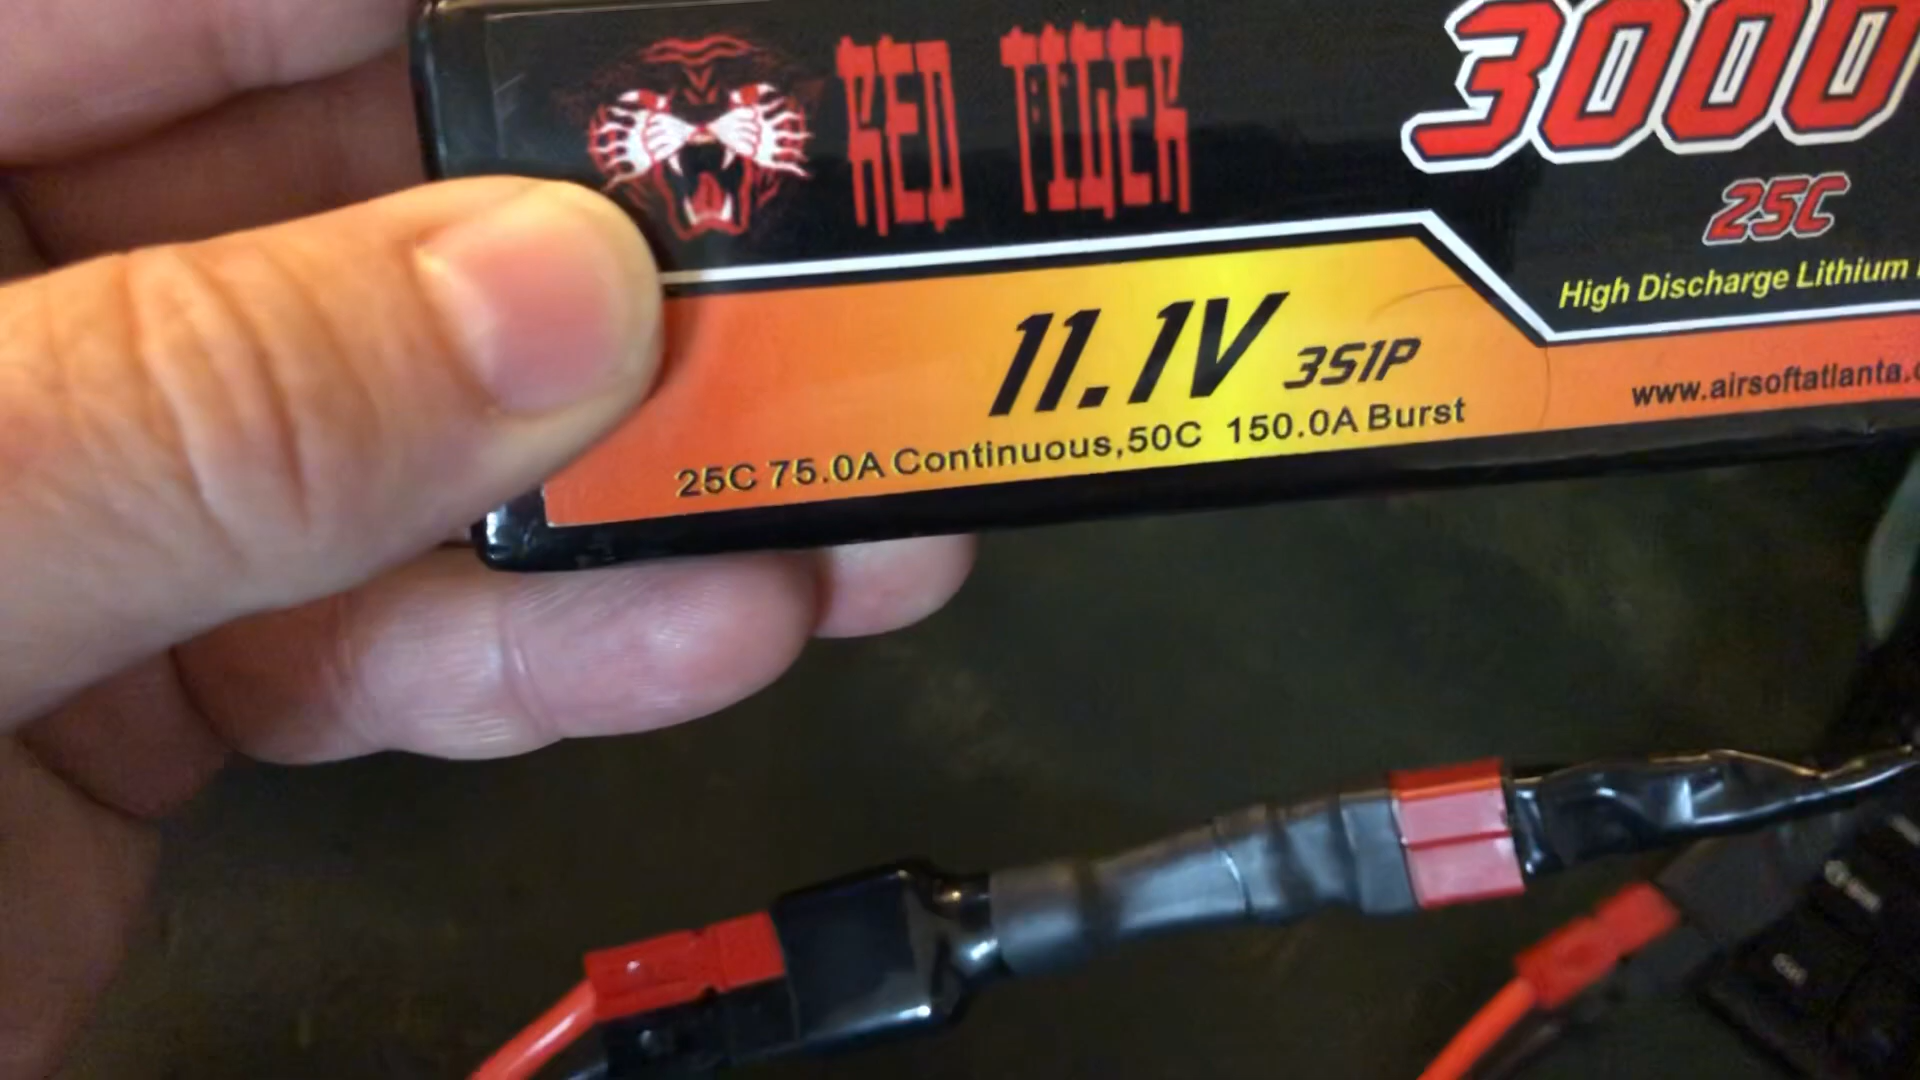 RED TIGER
3000
25C
High Discharge Lithium
11.1V 3S1P
www.airsoftatlanta.c
25C 75.0A Continuous,50C 150.0A Burst